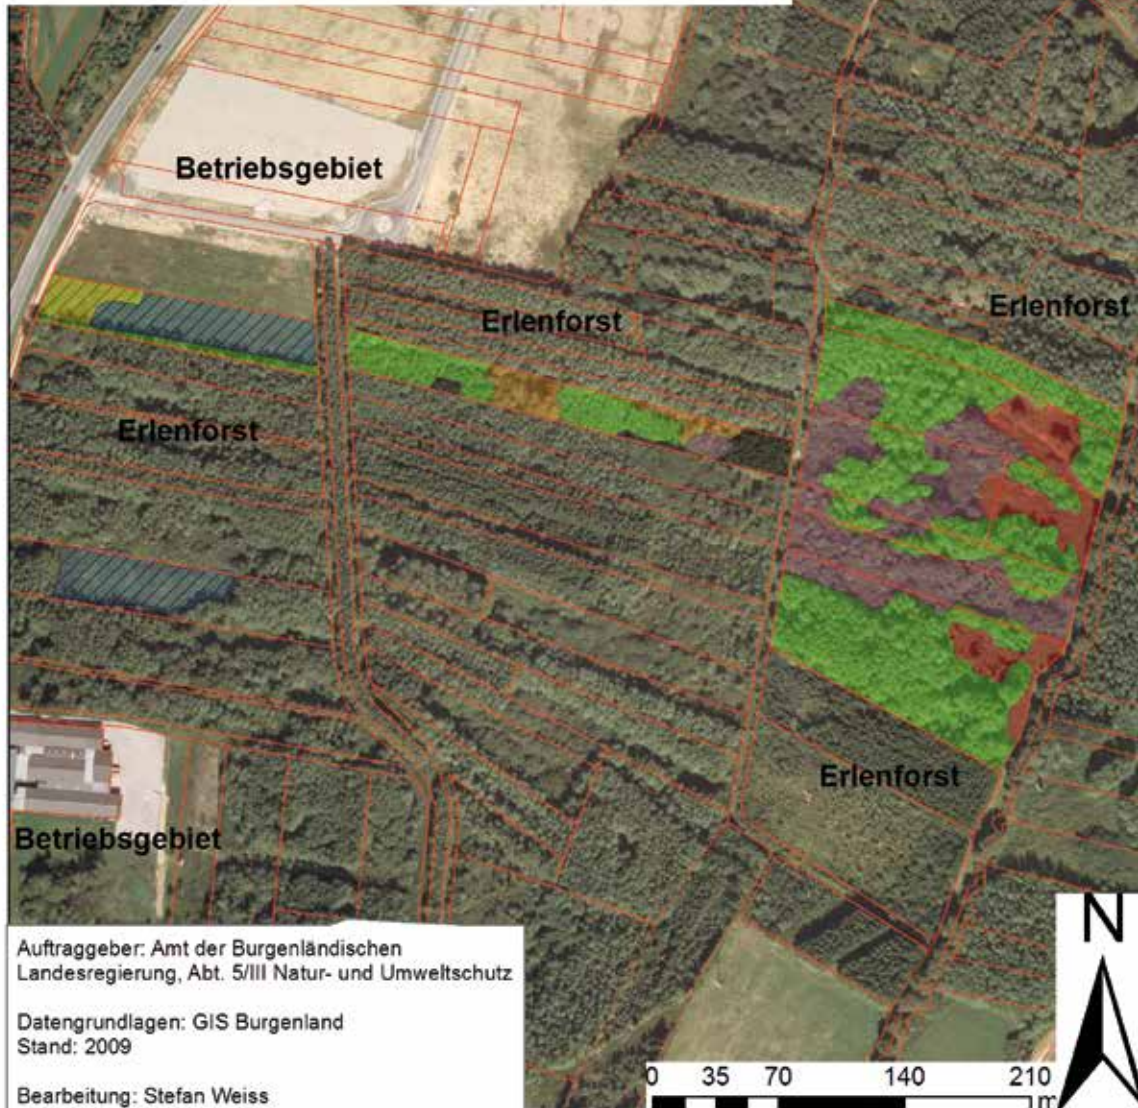 Betriebsgebiet
Erlenforst
Erlenforst
Erlenforst
Erlenforst
Betriebsgebiet
Auftraggeber: Amt der Burgenländischen
Landesregierung, Abt. 5/III Natur- und Umweltschutz
Datengrundlagen: GIS Burgenland
Stand: 2009
Bearbeitung: Stefan Weiss
N
0 35 70 140 210
m